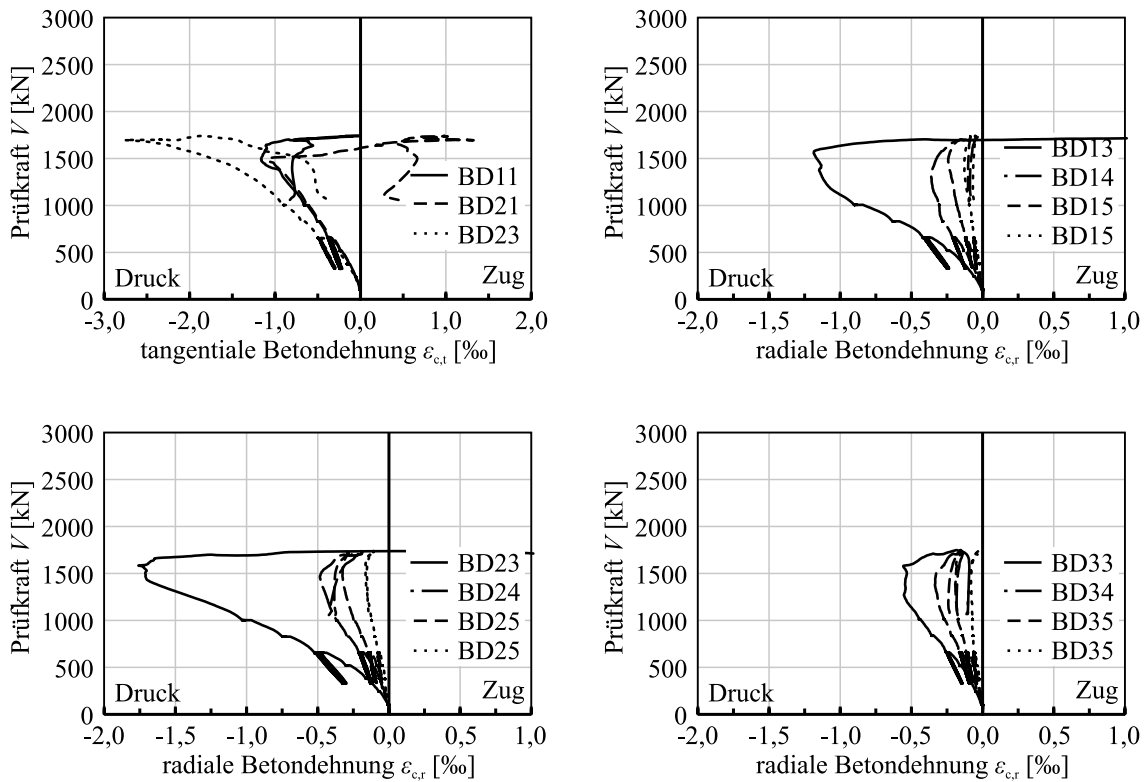 Prüfkraft V [kN]
3000
2500
2000
1500
1000
500
0
BD11
BD21
BD23
Druck
Zug
-3,0
-2,0
-1,0
0,0
1,0
2,0
tangentiale Betondehnung εc,t [‰]
Prüfkraft V [kN]
3000
2500
2000
1500
1000
500
0
BD13
BD14
BD15
BD15
Druck
Zug
-2,0
-1,5
-1,0
-0,5
0,0
0,5
1,0
radiale Betondehnung εc,r [‰]
Prüfkraft V [kN]
3000
2500
2000
1500
1000
500
0
BD23
BD24
BD25
BD25
Druck
Zug
-2,0
-1,5
-1,0
-0,5
0,0
0,5
1,0
radiale Betondehnung εc,r [‰]
Prüfkraft V [kN]
3000
2500
2000
1500
1000
500
0
BD33
BD34
BD35
BD35
Druck
Zug
-2,0
-1,5
-1,0
-0,5
0,0
0,5
1,0
radiale Betondehnung εc,r [‰]